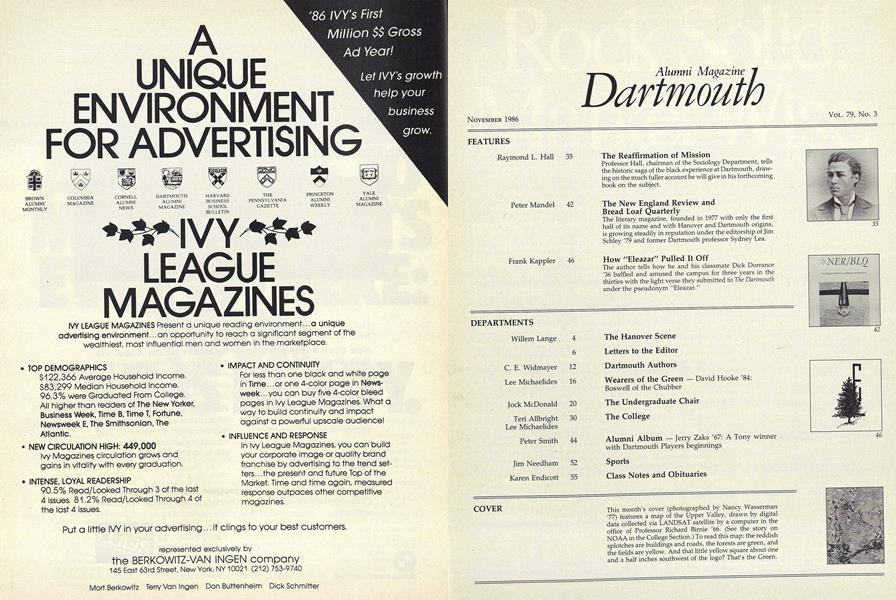 '86 IVY's First
Million $$ Gross
Ad Year!
Let IVY's growth
help your
business
grow.
A
UNIQUE
ENVIRONMENT
FOR ADVERTISING
BROWN
ALUMNI
MONTHLY
COLUMBIA
MAGAZINE
CORNELL
ALUMNI
NEWS
DARTMOUTH
ALUMNI
MAGAZINE
HARVARD
BUSINESS
SCHOOL
BULLETIN
THE
PENNSYLVANIA
GAZETTE
PRINCETON
ALUMNI
WEEKLY
YALE
ALUMNI
MAGAZINE
IVY
LEAGUE
MAGAZINES
IVY LEAGUE MAGAZINES Present a unique reading environment...a unique
advertising environment...an opportunity to reach a significant segment of the
wealthiest, most influential men and women in the marketplace.
• TOP DEMOGRAPHICS
$122,366 Average Household Income.
$83,299 Median Household Income.
96.3% were Graduated From College.
All higher than readers of The New Yorker,
Business Week, Time B, Time T, Fortune,
Newsweek E, The Smithsonian, The
Atlantic.
• NEW CIRCULATION HIGH: 449,000
Ivy Magazines circulation grows and
gains in vitality with every graduation.
• INTENSE, LOYAL READERSHIP
90.5% Read/Looked Through 3 of the last
4 issues. 81.2% Read/Looked Through 4 of
the last 4 issues.
• IMPACT AND CONTINUITY
For less than one black and white page
in Time...or one 4-color page in News-
week...you can buy five 4-color bleed
pages in Ivy League Magazines. What a
way to build continuity and impact
against a powerful upscale audience!
• INFLUENCE AND RESPONSE
In Ivy League Magazines, you can build
your corporate image or quality brand
franchise by advertising to the trend set-
ters...the present and future Top of the
Market. Time and time again, measured
response outpaces other competitive
magazines.
Put a little IVY in your advertising...it clings to your best customers.
represented exclusively by
the BERKOWITZ-VAN INGEN company
145 East 63rd Street, New York, NY 10021 (212) 753-9740
Mort Berkowitz Terry Van Ingen Don Buttenheim Dick Schmitter
Alumni Magazine
Dartmouth
NOVEMBER 1986
VOL. 79, No. 3
FEATURES
Raymond L. Hall 35 The Reaffirmation of Mission
Professor Hall, chairman of the Sociology Department, tells
the historic saga of the black experience at Dartmouth, draw-
ing on the much fuller account he will give in his forthcoming
book on the subject.
35
Peter Mandel 42 The New England Review and
Bread Loaf Quarterly
The literary magazine, founded in 1977 with only the first
half of its name and with Hanover and Dartmouth origins,
is growing steadily in reputation under the editorship of Jim
Schley '79 and former Dartmouth professor Sydney Lea.
NER/BLQ
42
Frank Kappler 46 How "Eleazar" Pulled It Off
The author tells how he and his classmate Dick Dorrance
'36 baffled and amused the campus for three years in the
thirties with the light verse they submitted to The Dartmouth
under the pseudonym "Eleazar."
46
DEPARTMENTS
Willem Lange 4 The Hanover Scene
6 Letters to the Editor
C. E. Widmayer 12 Dartmouth Authors
Lee Michaelides 16 Wearers of the Green — David Hooke '84:
Boswell of the Chubber
Jock McDonald 20 The Undergraduate Chair
Teri Allbright 30 The College
Lee Michaelides
Peter Smith 44 Alumni Album — Jerry Zaks '67: A Tony winner
with Dartmouth Players beginnings
Jim Needham 52 Sports
Karen Endicott 55 Class Notes and Obituaries
COVER
This month's cover (photographed by Nancy Wasserman
'77) features a map of the Upper Valley, drawn by digital
data collected via LANDSAT satellite by a computer in the
office of Professor Richard Birnie '66. (See the story on
NOAA in the College Section.) To read this map: the reddish
splotches are buildings and roads, the forests are green, and
the fields are yellow. And that little yellow square about one
and a half inches southwest of the logo? That's the Green.